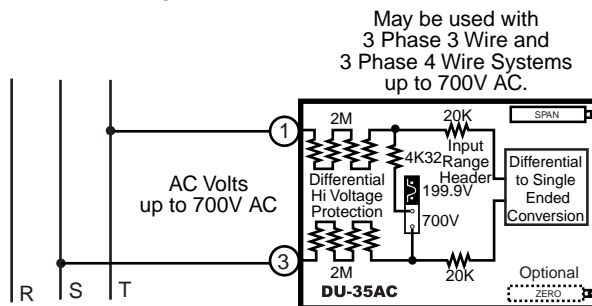 May be used with
3 Phase 3 Wire and
3 Phase 4 Wire Systems
up to 700V AC.
SPAN
1
2M
20K
4K32
Input
Range
Header
Differential
to Single
Ended
Conversion
AC Volts
up to 700V AC
Differential
Hi Voltage
Protection
199.9V
700V
3
2M
20K
DU-35AC
Optional
ZERO
R
S
T